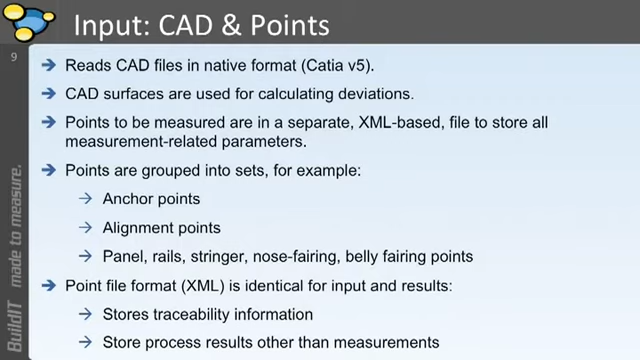 Input: CAD & Points
9
Reads CAD files in native format (Catia v5).
CAD surfaces are used for calculating deviations.
Points to be measured are in a separate, XML-based, file to store all
measurement-related parameters.
Points are grouped into sets, for example:
Anchor points
Alignment points
Panel, rails, stringer, nose-fairing, belly fairing points
Point file format (XML) is identical for input and results:
Stores traceability information
Store process results other than measurements
BuildIT made to measure.